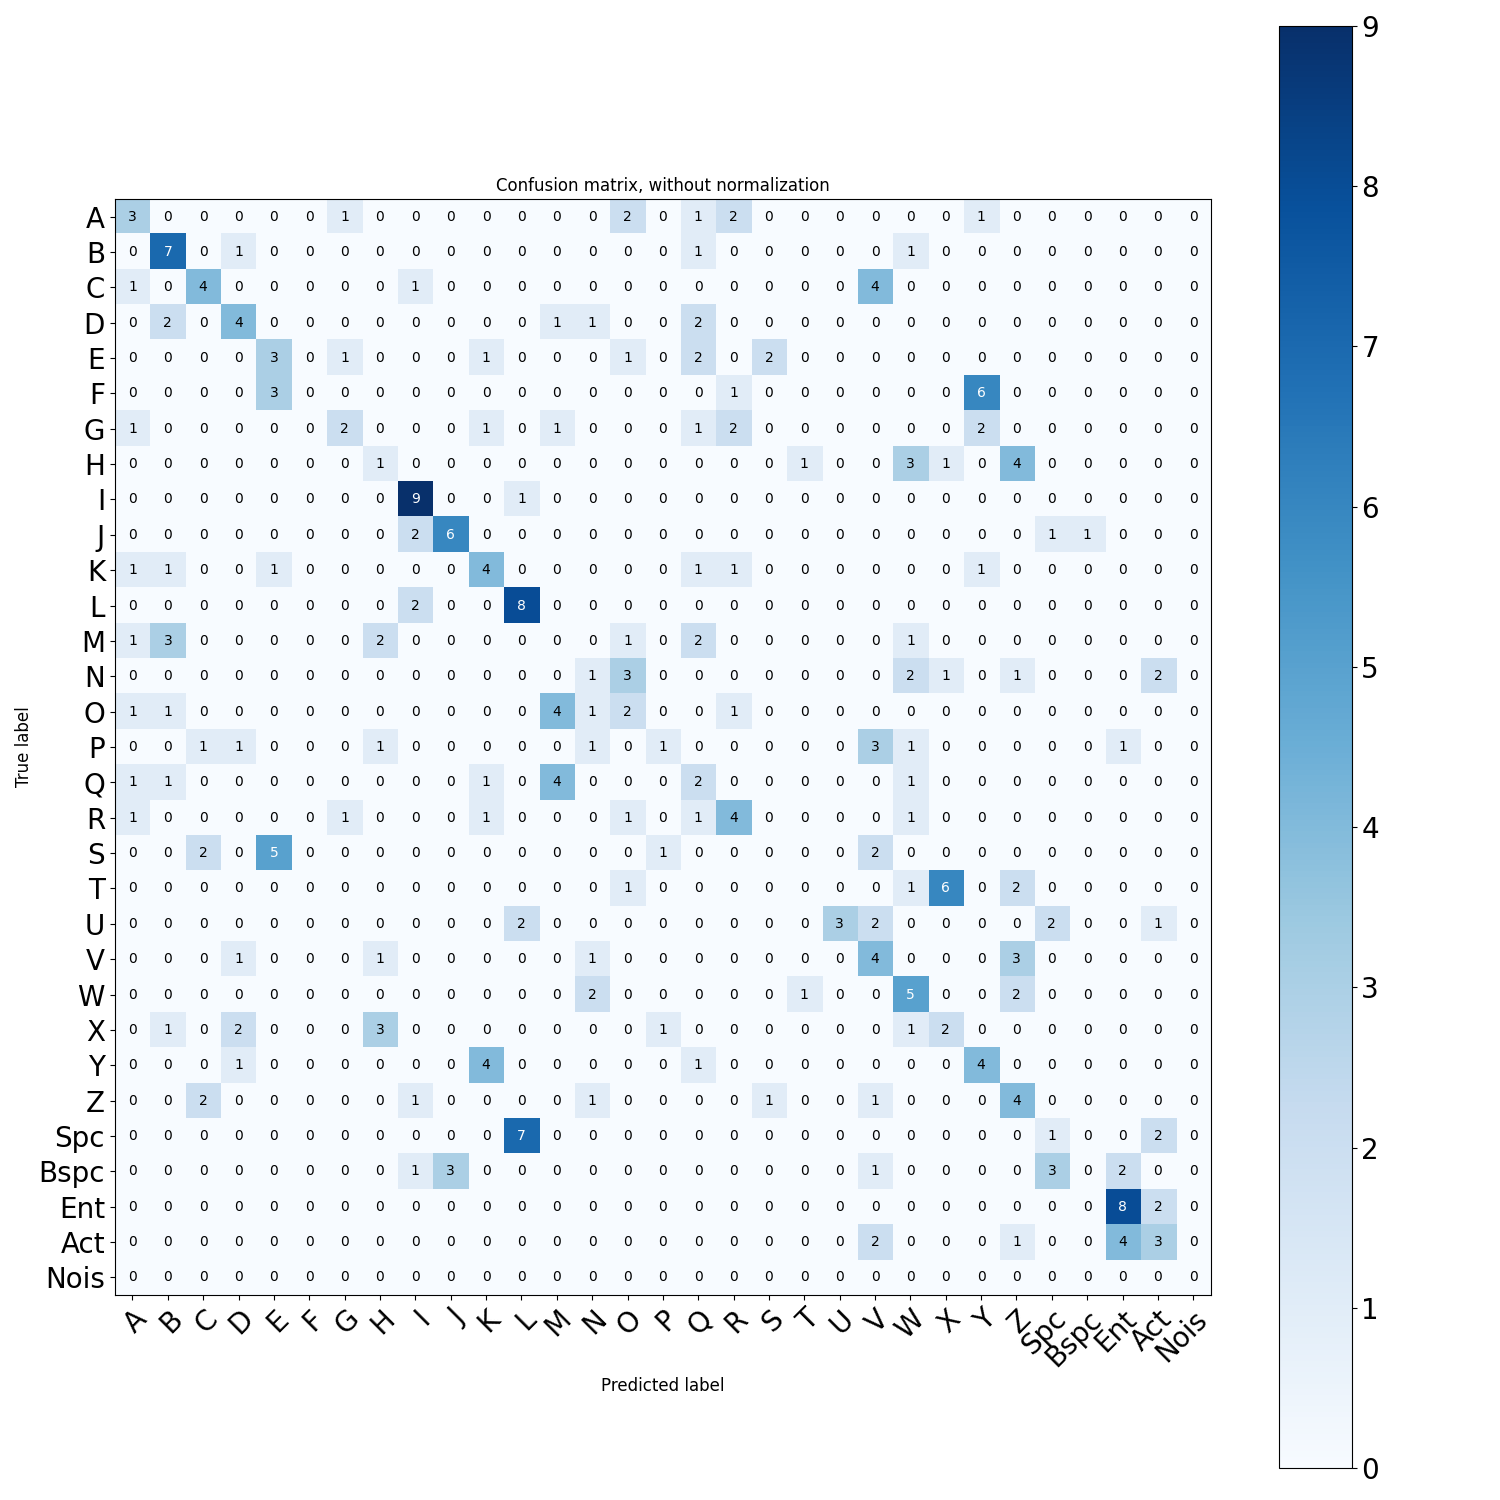 Confusion matrix, without normalization
A 3 0 0 0 0 0 1 0 0 0 0 0 0 0 2 0 1 2 0 0 0 0 0 0 1 0 0 0 0 0 0
B 0 7 0 1 0 0 0 0 0 0 0 0 0 0 0 0 1 0 0 0 0 0 1 0 0 0 0 0 0 0 0
C 1 0 4 0 0 0 0 0 1 0 0 0 0 0 0 0 0 0 0 0 0 4 0 0 0 0 0 0 0 0 0
D 0 2 0 4 0 0 0 0 0 0 0 0 1 1 0 0 2 0 0 0 0 0 0 0 0 0 0 0 0 0 0
E 0 0 0 0 3 0 1 0 0 0 1 0 0 0 1 0 2 0 2 0 0 0 0 0 0 0 0 0 0 0 0
F 0 0 0 0 3 0 0 0 0 0 0 0 0 0 0 0 0 1 0 0 0 0 0 0 6 0 0 0 0 0 0
G 1 0 0 0 0 0 2 0 0 0 1 0 1 0 0 0 1 2 0 0 0 0 0 0 2 0 0 0 0 0 0
H 0 0 0 0 0 0 0 1 0 0 0 0 0 0 0 0 0 0 0 1 0 0 3 1 0 4 0 0 0 0 0
I 0 0 0 0 0 0 0 0 9 0 0 1 0 0 0 0 0 0 0 0 0 0 0 0 0 0 0 0 0 0 0
J 0 0 0 0 0 0 0 0 2 6 0 0 0 0 0 0 0 0 0 0 0 0 0 0 0 0 1 1 0 0 0
K 1 1 0 0 1 0 0 0 0 0 4 0 0 0 0 0 1 1 0 0 0 0 0 0 1 0 0 0 0 0 0
L 0 0 0 0 0 0 0 0 2 0 0 8 0 0 0 0 0 0 0 0 0 0 0 0 0 0 0 0 0 0 0
M 1 3 0 0 0 0 0 2 0 0 0 0 0 0 1 0 2 0 0 0 0 0 1 0 0 0 0 0 0 0 0
N 0 0 0 0 0 0 0 0 0 0 0 0 0 1 3 0 0 0 0 0 0 0 2 1 0 1 0 0 0 2 0
O 1 1 0 0 0 0 0 0 0 0 0 0 4 1 2 0 0 1 0 0 0 0 0 0 0 0 0 0 0 0 0
P 0 0 1 1 0 0 0 1 0 0 0 0 0 1 0 1 0 0 0 0 0 3 1 0 0 0 0 0 1 0 0
Q 1 1 0 0 0 0 0 0 0 0 1 0 4 0 0 0 2 0 0 0 0 0 1 0 0 0 0 0 0 0 0
R 1 0 0 0 0 0 1 0 0 0 1 0 0 0 1 0 1 4 0 0 0 0 1 0 0 0 0 0 0 0 0
S 0 0 2 0 5 0 0 0 0 0 0 0 0 0 0 1 0 0 0 0 0 2 0 0 0 0 0 0 0 0 0
T 0 0 0 0 0 0 0 0 0 0 0 0 0 0 1 0 0 0 0 0 0 0 1 6 0 2 0 0 0 0 0
U 0 0 0 0 0 0 0 0 0 0 0 2 0 0 0 0 0 0 0 0 3 2 0 0 0 0 2 0 0 1 0
V 0 0 0 1 0 0 0 1 0 0 0 0 0 1 0 0 0 0 0 0 0 4 0 0 0 3 0 0 0 0 0
W 0 0 0 0 0 0 0 0 0 0 0 0 0 2 0 0 0 0 0 1 0 0 5 0 0 2 0 0 0 0 0
X 0 1 0 2 0 0 0 3 0 0 0 0 0 0 0 1 0 0 0 0 0 0 1 2 0 0 0 0 0 0 0
Y 0 0 0 1 0 0 0 0 0 0 4 0 0 0 0 0 1 0 0 0 0 0 0 0 4 0 0 0 0 0 0
Z 0 0 2 0 0 0 0 0 1 0 0 0 0 1 0 0 0 0 1 0 0 1 0 0 0 4 0 0 0 0 0
Spc 0 0 0 0 0 0 0 0 0 0 0 7 0 0 0 0 0 0 0 0 0 0 0 0 0 0 1 0 0 2 0
Bspc 0 0 0 0 0 0 0 0 1 3 0 0 0 0 0 0 0 0 0 0 0 1 0 0 0 0 3 0 2 0 0
Ent 0 0 0 0 0 0 0 0 0 0 0 0 0 0 0 0 0 0 0 0 0 0 0 0 0 0 0 0 8 2 0
Act 0 0 0 0 0 0 0 0 0 0 0 0 0 0 0 0 0 0 0 0 0 2 0 0 0 1 0 0 4 3 0
Nois 0 0 0 0 0 0 0 0 0 0 0 0 0 0 0 0 0 0 0 0 0 0 0 0 0 0 0 0 0 0 0
A B C D E F G H I J K L M N O P Q R S T U V W X Y Z Spc Bspc Ent Act Nois
Predicted label
True label
9
8
7
6
5
4
3
2
1
0